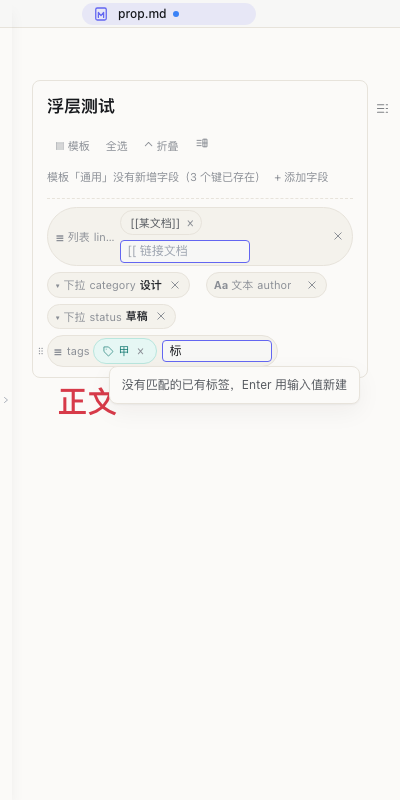 prop.md
浮层测试
模板 全选 折叠
模板「通用」没有新增字段（3 个键已存在） + 添加字段
列表 lin... [[某文档]] ×
[[ 链接文档
下拉 category 设计 × Aa 文本 author ×
下拉 status 草稿 ×
tags 甲 × 标
没有匹配的已有标签，Enter 用输入值新建
正文